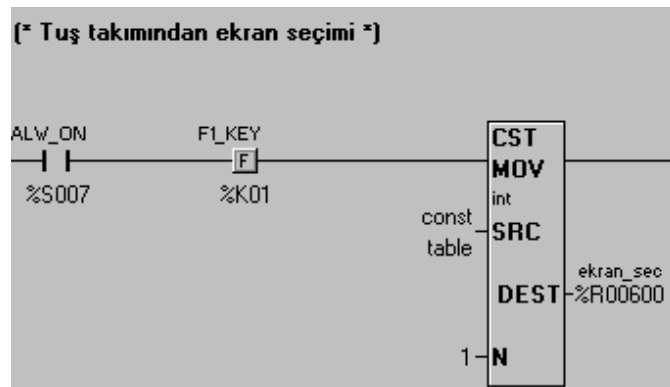 (* Tuş takımından ekran seçimi *)
ALW_ON
F1_KEY
F
%S007
%K01
CST
MOV
int
const
table
SRC
ekran_sec
DEST
%R00600
1
N